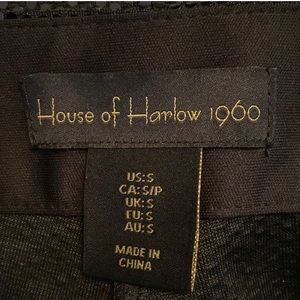 House of Harlow 1960
US:S
CA:S/P
UK:S
EU:S
AU:S
MADE IN
CHINA